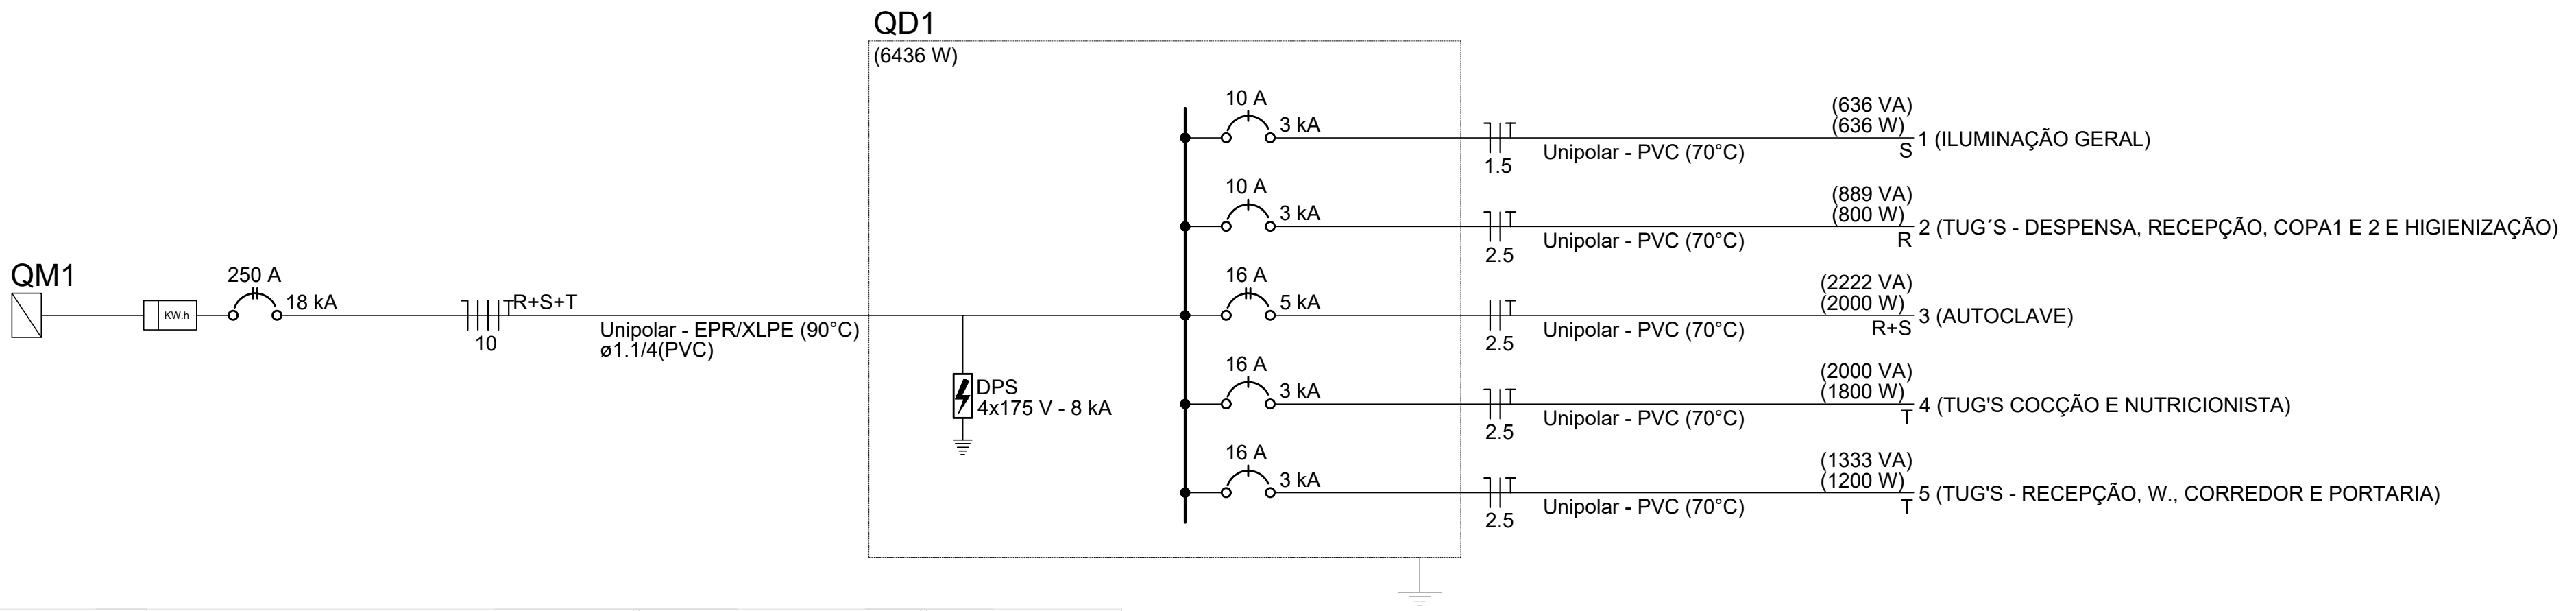 QD1
(6436 W)
10 A
3 kA
1.5
Unipolar - PVC (70°C)
(636 VA)
(636 W)
S
1 (ILUMINAÇÃO GERAL)
10 A
3 kA
2.5
Unipolar - PVC (70°C)
(889 VA)
(800 W)
R
2 (TUG´S - DESPENSA, RECEPÇÃO, COPA1 E 2 E HIGIENIZAÇÃO)
QM1
KW.h
250 A
18 kA
R+S+T
10
Unipolar - EPR/XLPE (90°C)
ø1.1/4(PVC)
DPS
4x175 V - 8 kA
16 A
5 kA
2.5
Unipolar - PVC (70°C)
(2222 VA)
(2000 W)
R+S
3 (AUTOCLAVE)
16 A
3 kA
2.5
Unipolar - PVC (70°C)
(2000 VA)
(1800 W)
T
4 (TUG'S COCÇÃO E NUTRICIONISTA)
16 A
3 kA
2.5
Unipolar - PVC (70°C)
(1333 VA)
(1200 W)
T
5 (TUG'S - RECEPÇÃO, W., CORREDOR E PORTARIA)